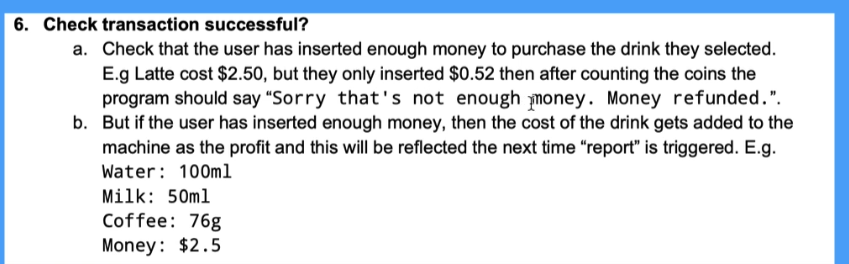 6. Check transaction successful?
a. Check that the user has inserted enough money to purchase the drink they selected.
E.g Latte cost $2.50, but they only inserted $0.52 then after counting the coins the
program should say “Sorry that's not enough money. Money refunded.”.
b. But if the user has inserted enough money, then the cost of the drink gets added to the
machine as the profit and this will be reflected the next time “report” is triggered. E.g.
Water: 100ml
Milk: 50ml
Coffee: 76g
Money: $2.5